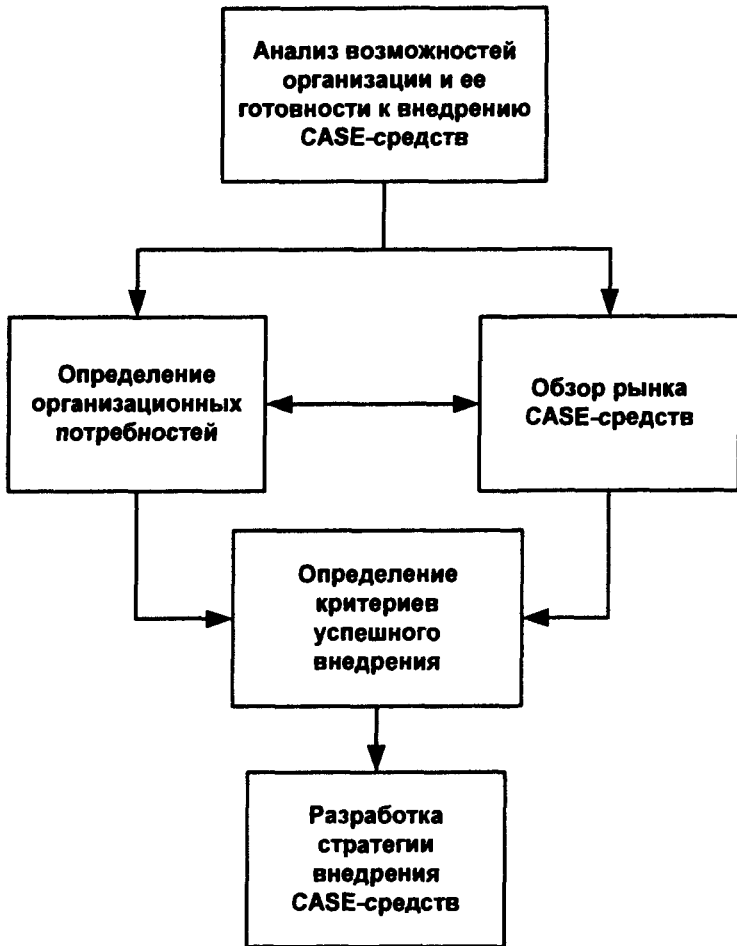 Анализ возможностей
организации и ее
готовности к внедрению
CASE-средств
Определение
организационных
потребностей
Обзор рынка
CASE-средств
Определение
критериев
успешного
внедрения
Разработка
стратегии
внедрения
CASE-средств